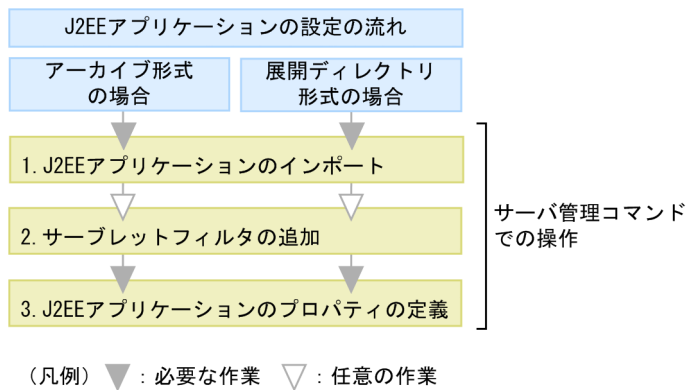 J2EEアプリケーションの設定の流れ
アーカイブ形式
の場合
展開ディレクトリ
形式の場合
1.J2EEアプリケーションのインポート
2.サーブレットフィルタの追加
3.J2EEアプリケーションのプロパティの定義
サーバ管理コマンド
での操作
（凡例） ：必要な作業 ：任意の作業